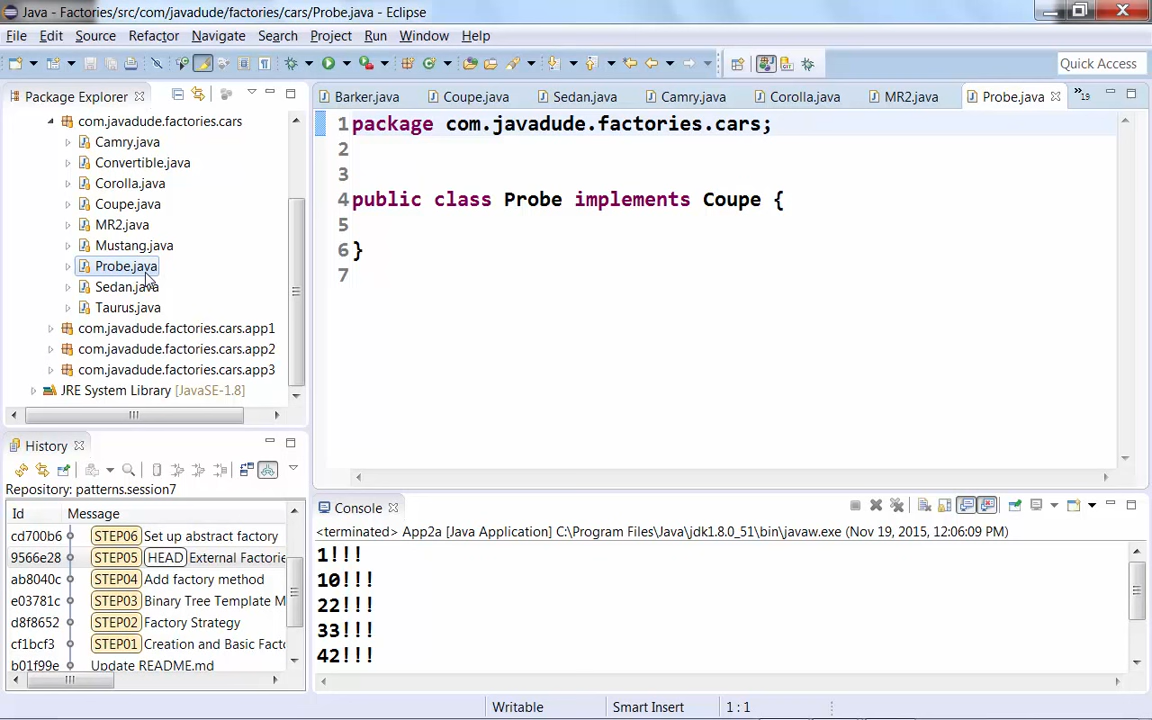 Java - Factories/src/com/javadude/factories/cars/Probe.java - Eclipse
File Edit Source Refactor Navigate Search Project Run Window Help
Quick Access
Package Explorer
com.javadude.factories.cars
Camry.java
Convertible.java
Corolla.java
Coupe.java
MR2.java
Mustang.java
Probe.java
Sedan.java
Taurus.java
com.javadude.factories.cars.app1
com.javadude.factories.cars.app2
com.javadude.factories.cars.app3
JRE System Library [JavaSE-1.8]
Barker.java Coupe.java Sedan.java Camry.java Corolla.java MR2.java Probe.java »19
1 package com.javadude.factories.cars;
2
3
4 public class Probe implements Coupe {
5
6 }
7
History
Repository: patterns.session7
Id Message
cd700b6 STEP06 Set up abstract factory
9566e28 STEP05 HEAD External Factorie
ab8040c STEP04 Add factory method
e03781c STEP03 Binary Tree Template M
d8f8652 STEP02 Factory Strategy
cf1bcf3 STEP01 Creation and Basic Facto
b01f99e Update README.md
Console
<terminated> App2a [Java Application] C:\Program Files\Java\jdk1.8.0_51\bin\javaw.exe (Nov 19, 2015, 12:06:09 PM)
1!!!
10!!!
22!!!
33!!!
42!!!
Writable Smart Insert 1 : 1